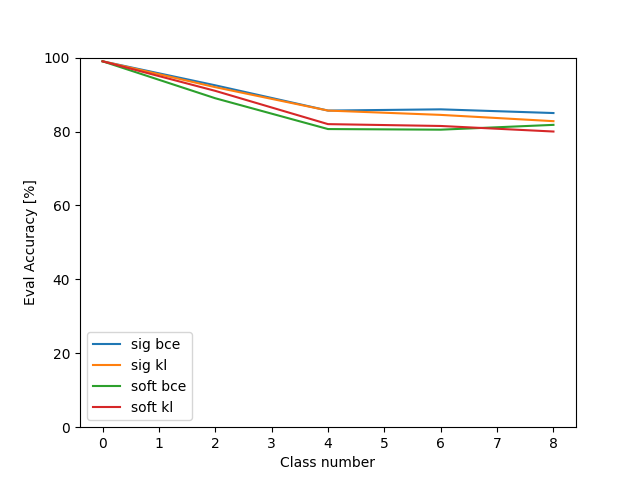 100
80
60
40
20
0
Eval Accuracy [%]
sig bce
sig kl
soft bce
soft kl
0 1 2 3 4 5 6 7 8
Class number